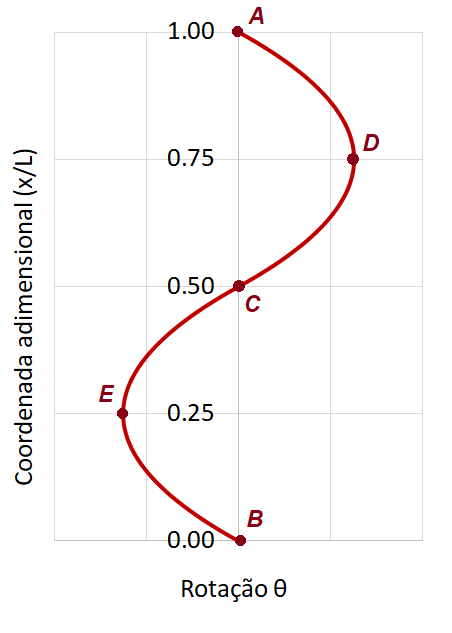 A
1.00
D
0.75
0.50
C
E
0.25
B
0.00
Coordenada adimensional (x/L)
Rotação θ